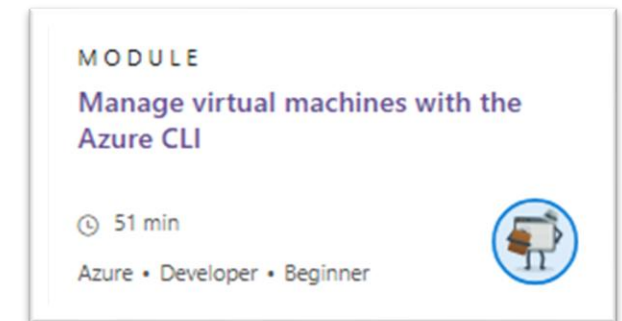 MODULE
Manage virtual machines with the
Azure CLI
51 min
Azure • Developer • Beginner